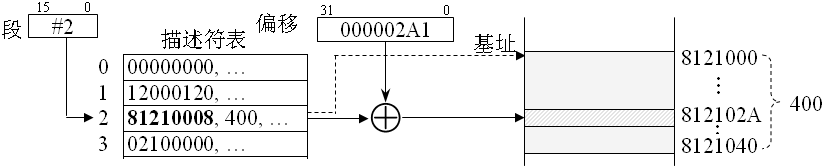 15 0
段 #2
描述符表
偏移
31 0
000002A1
基址
0 00000000, …
1 12000120, …
2 81210008, 400, …
3 02100000, …
8121000
⋮
812102A
⋮
8121040
400